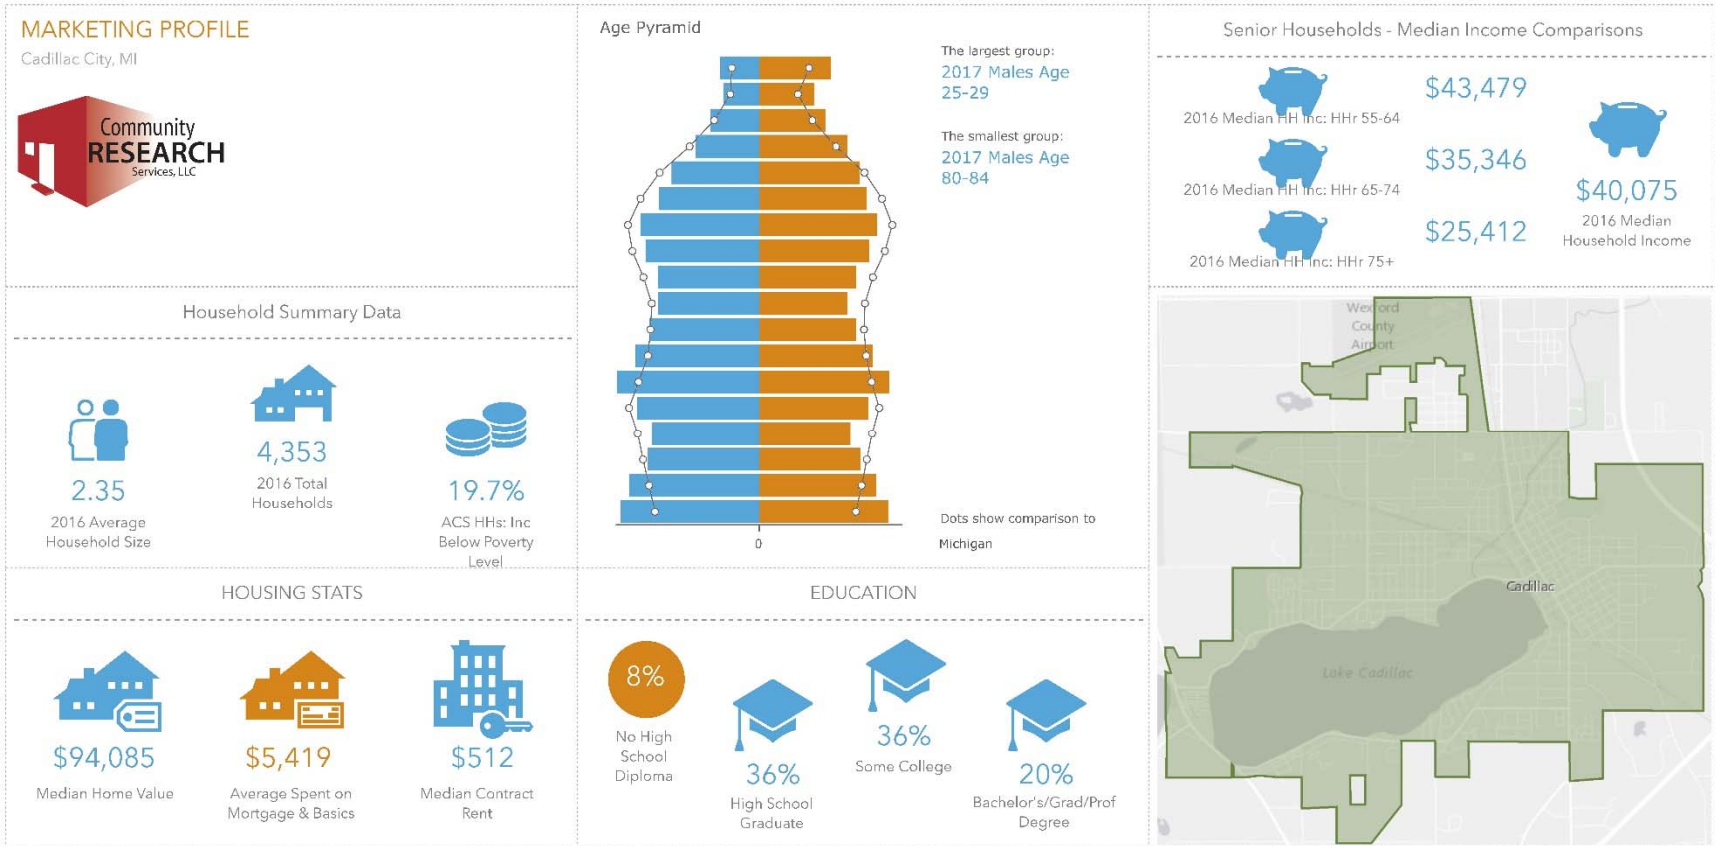 MARKETING PROFILE
Cadillac City, MI
Community
RESEARCH
Services, LLC
Age Pyramid
The largest group:
2017 Males Age
25-29
The smallest group:
2017 Males Age
80-84
0
Dots show comparison to
Michigan
Senior Households - Median Income Comparisons
$43,479
2016 Median HH Inc: HHr 55-64
$35,346
2016 Median HH Inc: HHr 65-74
$25,412
2016 Median HH Inc: HHr 75+
$40,075
2016 Median
Household Income
Household Summary Data
2.35
2016 Average
Household Size
4,353
2016 Total
Households
19.7%
ACS HHs: Inc
Below Poverty
Level
Wexford
County
Airport
Cadillac
Lake Cadillac
HOUSING STATS
$94,085
Median Home Value
$5,419
Average Spent on
Mortgage & Basics
$512
Median Contract
Rent
EDUCATION
8%
No High
School
Diploma
36%
High School
Graduate
36%
Some College
20%
Bachelor's/Grad/Prof
Degree